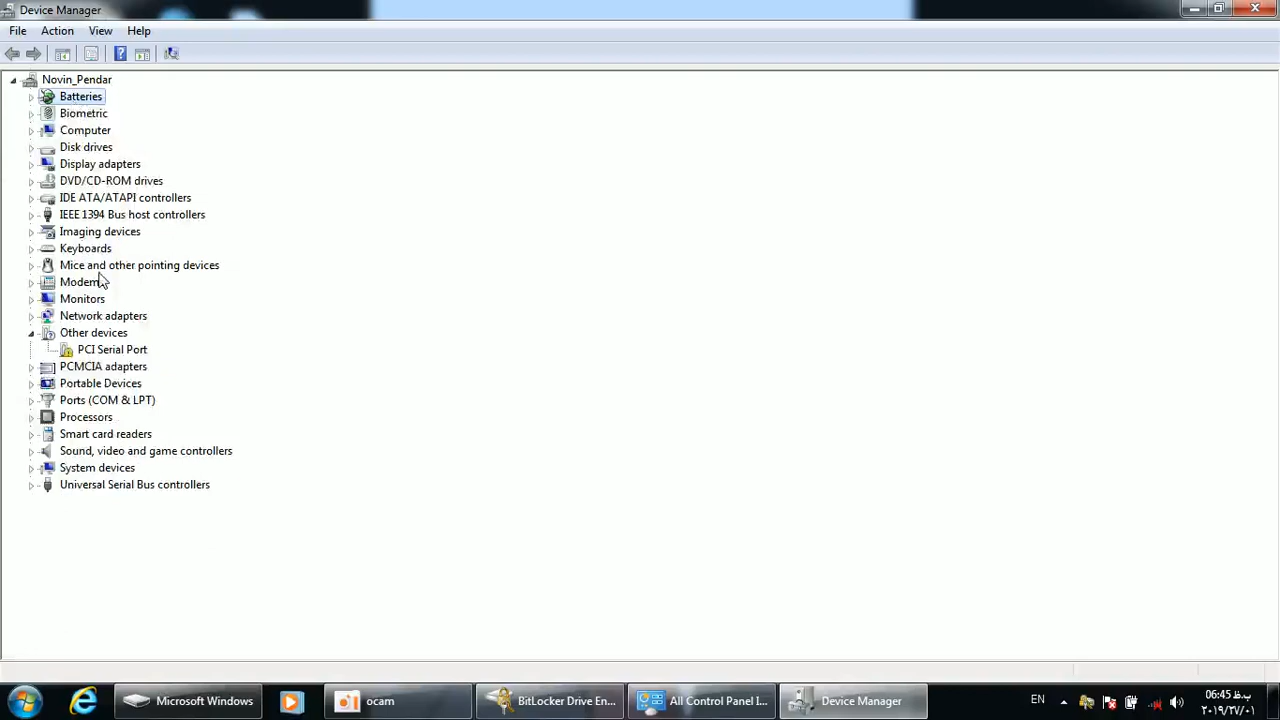 Device Manager
File Action View Help
Novin_Pendar
Batteries
Biometric
Computer
Disk drives
Display adapters
DVD/CD-ROM drives
IDE ATA/ATAPI controllers
IEEE 1394 Bus host controllers
Imaging devices
Keyboards
Mice and other pointing devices
Modem
Monitors
Network adapters
Other devices
PCI Serial Port
PCMCIA adapters
Portable Devices
Ports (COM & LPT)
Processors
Smart card readers
Sound, video and game controllers
System devices
Universal Serial Bus controllers
Microsoft Windows ocam BitLocker Drive En... All Control Panel I... Device Manager EN 06:45 ب.ظ
۲۰۱۹/۲۷/۰۱